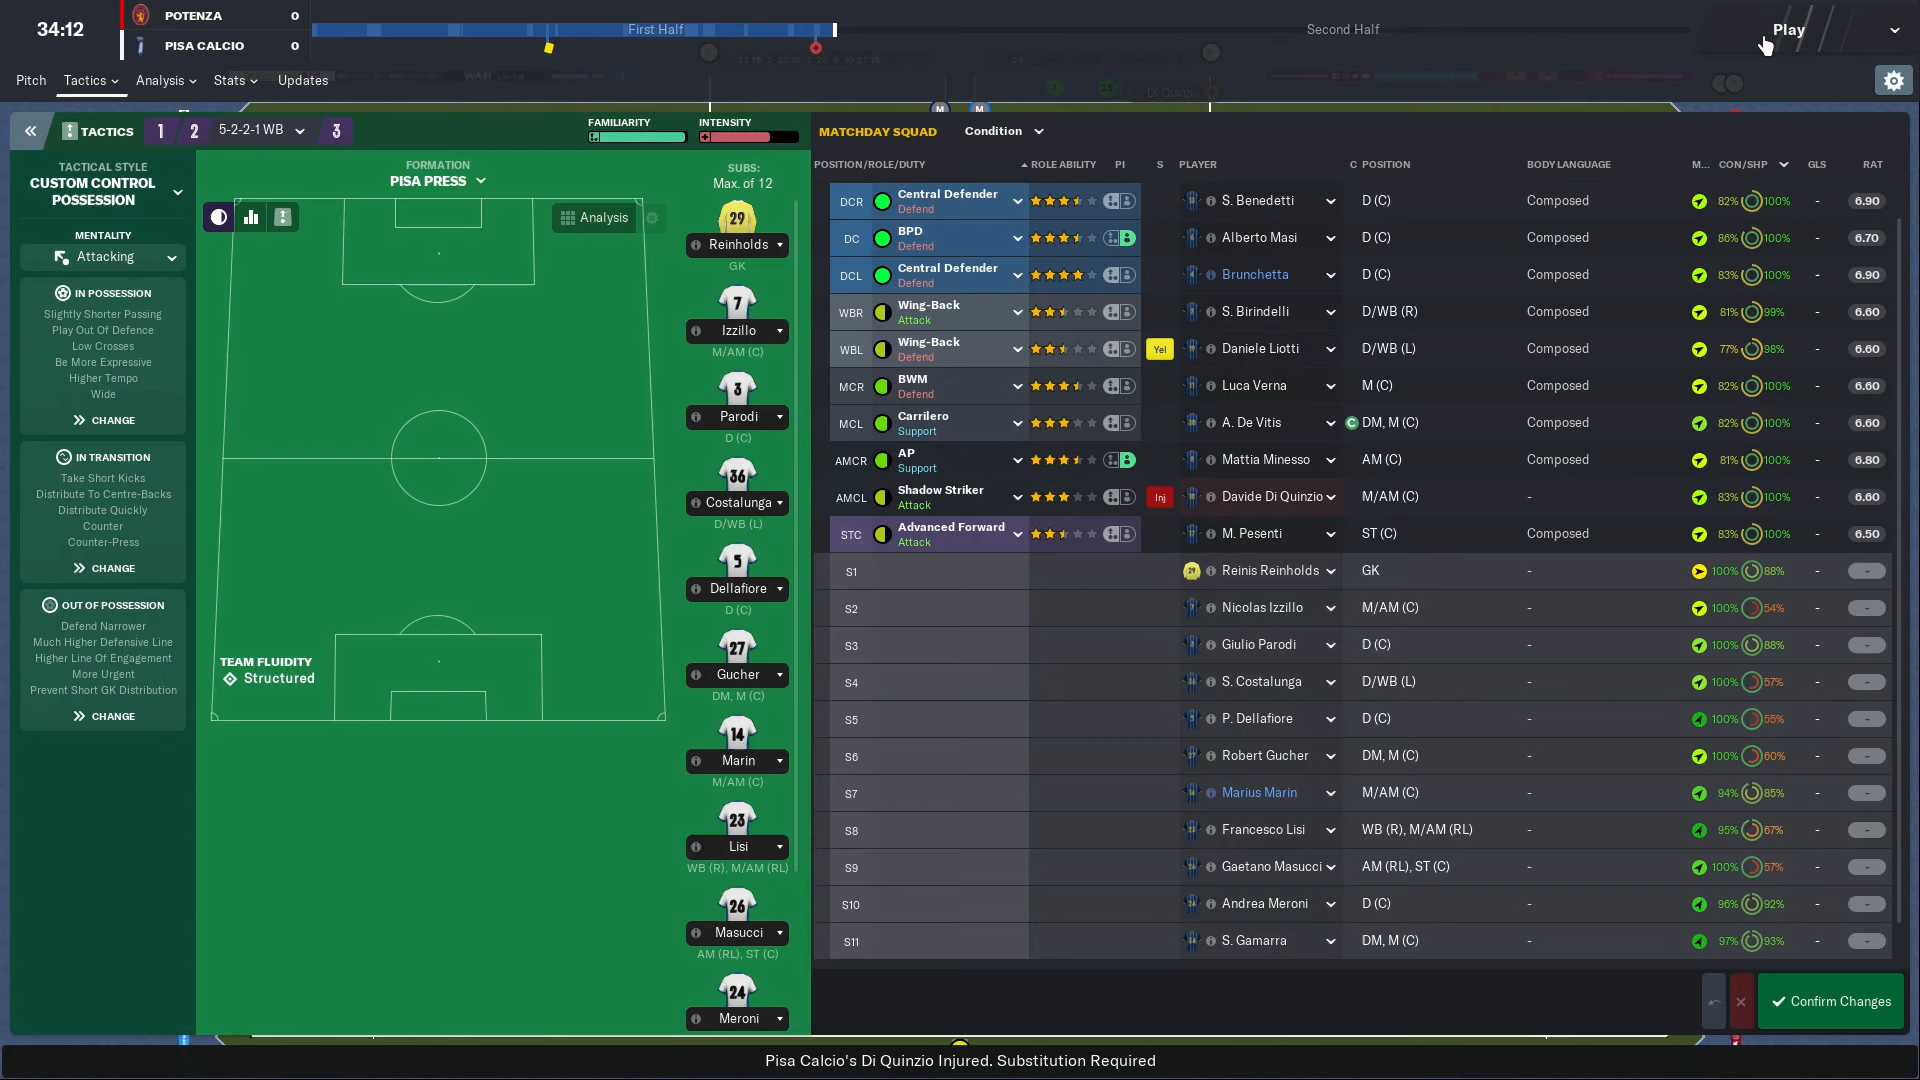 34:12
POTENZA 0
PISA CALCIO 0
First Half
Second Half
Play
Pitch
Tactics
Analysis
Stats
Updates
TACTICS
1
2
5-2-2-1 WB
3
FAMILIARITY
INTENSITY
MATCHDAY SQUAD
Condition
TACTICAL STYLE
CUSTOM CONTROL
POSSESSION
MENTALITY
Attacking
IN POSSESSION
Slightly Shorter Passing
Play Out Of Defence
Low Crosses
Be More Expressive
Higher Tempo
Wide
CHANGE
IN TRANSITION
Take Short Kicks
Distribute To Centre-Backs
Distribute Quickly
Counter
Counter-Press
CHANGE
OUT OF POSSESSION
Defend Narrower
Much Higher Defensive Line
Higher Line Of Engagement
More Urgent
Prevent Short GK Distribution
CHANGE
FORMATION
PISA PRESS
Analysis
TEAM FLUIDITY
Structured
SUBS:
Max. of 12
29
Reinholds
GK
7
Izzillo
M/AM (C)
3
Parodi
D (C)
36
Costalunga
D/WB (L)
5
Dellafiore
D (C)
27
Gucher
DM, M (C)
14
Marin
M/AM (C)
23
Lisi
WB (R), M/AM (RL)
26
Masucci
AM (RL), ST (C)
24
Meroni
POSITION/ROLE/DUTY ROLE ABILITY PI S PLAYER C POSITION BODY LANGUAGE M... CON/SHP GLS RAT
DCR Central Defender Defend S. Benedetti D (C) Composed 82% 100% - 6.90
DC BPD Defend Alberto Masi D (C) Composed 86% 100% - 6.70
DCL Central Defender Defend Brunchetta D (C) Composed 83% 100% - 6.90
WBR Wing-Back Attack S. Birindelli D/WB (R) Composed 81% 99% - 6.60
WBL Wing-Back Defend Yel Daniele Liotti D/WB (L) Composed 77% 98% - 6.60
MCR BWM Defend Luca Verna M (C) Composed 82% 100% - 6.60
MCL Carrilero Support A. De Vitis C DM, M (C) Composed 82% 100% - 6.60
AMCR AP Support Mattia Minesso AM (C) Composed 81% 100% - 6.80
AMCL Shadow Striker Attack Inj Davide Di Quinzio M/AM (C) - 83% 100% - 6.60
STC Advanced Forward Attack M. Pesenti ST (C) Composed 83% 100% - 6.50
S1 Reinis Reinholds GK - 100% 88% - -
S2 Nicolas Izzillo M/AM (C) - 100% 54% - -
S3 Giulio Parodi D (C) - 100% 88% - -
S4 S. Costalunga D/WB (L) - 100% 57% - -
S5 P. Dellafiore D (C) - 100% 55% - -
S6 Robert Gucher DM, M (C) - 100% 60% - -
S7 Marius Marin M/AM (C) - 94% 85% - -
S8 Francesco Lisi WB (R), M/AM (RL) - 95% 67% - -
S9 Gaetano Masucci AM (RL), ST (C) - 100% 57% - -
S10 Andrea Meroni D (C) - 96% 92% - -
S11 S. Gamarra DM, M (C) - 97% 93% - -
Confirm Changes
Pisa Calcio's Di Quinzio Injured. Substitution Required